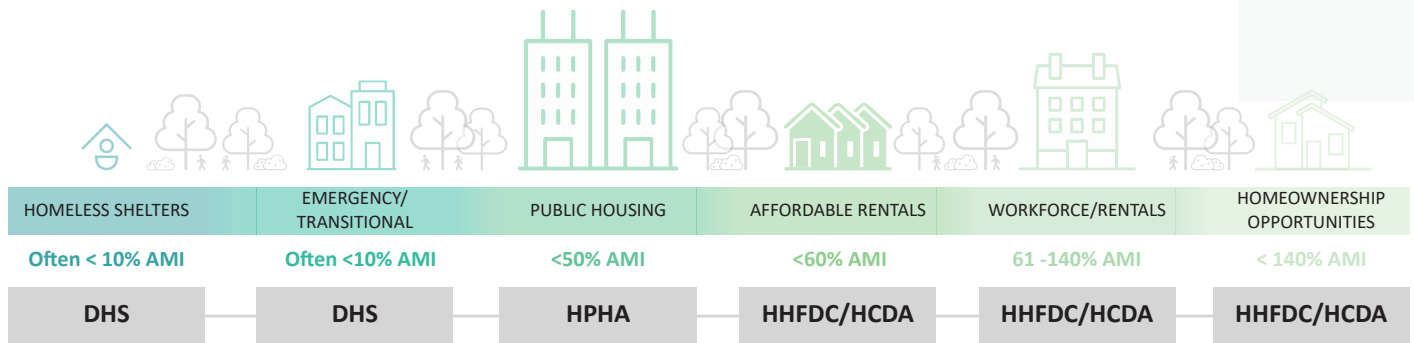 HOMELESS SHELTERS
EMERGENCY/
TRANSITIONAL
PUBLIC HOUSING
AFFORDABLE RENTALS
WORKFORCE/RENTALS
HOMEOWNERSHIP
OPPORTUNITIES
Often < 10% AMI
Often <10% AMI
<50% AMI
<60% AMI
61 -140% AMI
< 140% AMI
DHS
DHS
HPHA
HHFDC/HCDA
HHFDC/HCDA
HHFDC/HCDA